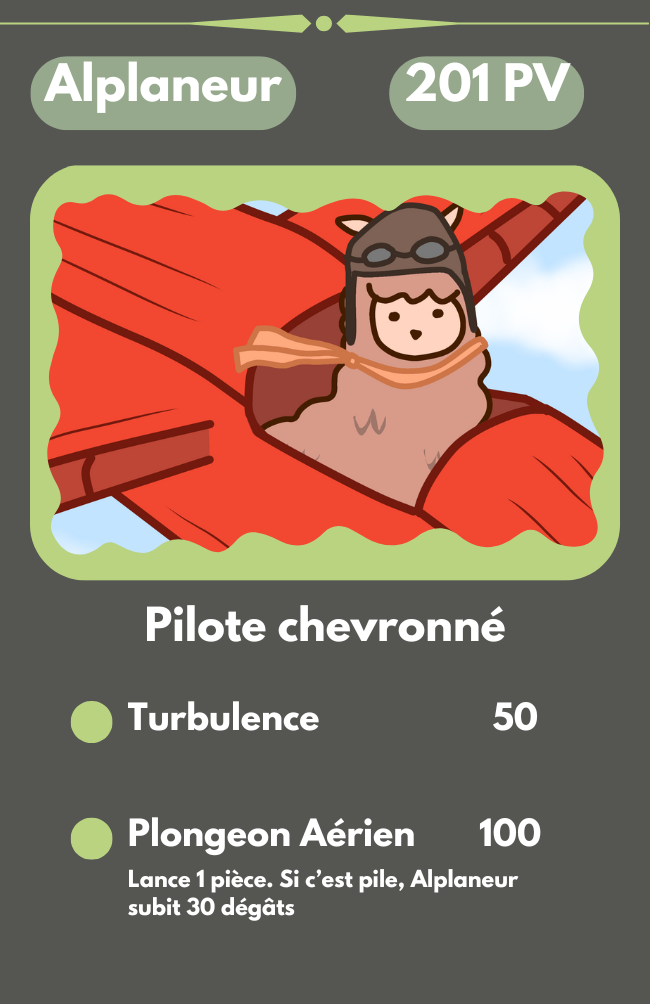 Alplaneur
201 PV
Pilote chevronné
Turbulence 50
Plongeon Aérien 100
Lance 1 pièce. Si c’est pile, Alplaneur
subit 30 dégâts